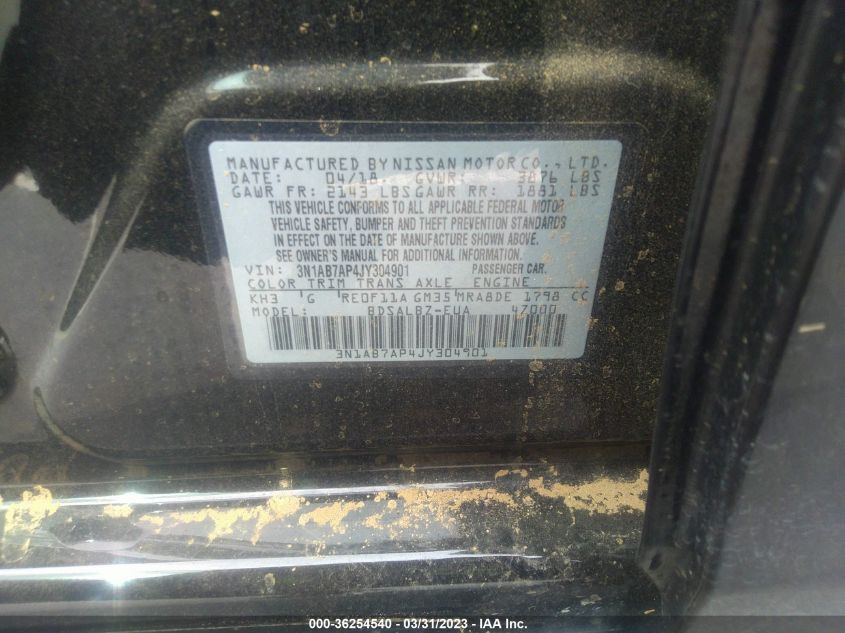 MANUFACTURED BY NISSAN MOTOR CO., LTD.
DATE: 04/18 GVWR: 3876 LBS
GAWR FR: 2143 LBS GAWR RR: 1881 LBS
THIS VEHICLE CONFORMS TO ALL APPLICABLE FEDERAL MOTOR
VEHICLE SAFETY, BUMPER AND THEFT PREVENTION STANDARDS
IN EFFECT ON THE DATE OF MANUFACTURE SHOWN ABOVE.
SEE OWNER'S MANUAL FOR ADDITIONAL INFORMATION.
VIN: 3N1AB7AP4JY304901 PASSENGER CAR.
COLOR TRIM TRANS AXLE ENGINE
KH3 G RE0F11A GM35 MRA8DE 1798 CC
MODEL: BDSALB7-EUA 47000
3N1AB7AP4JY304901
000-36254540 - 03/31/2023 - IAA Inc.